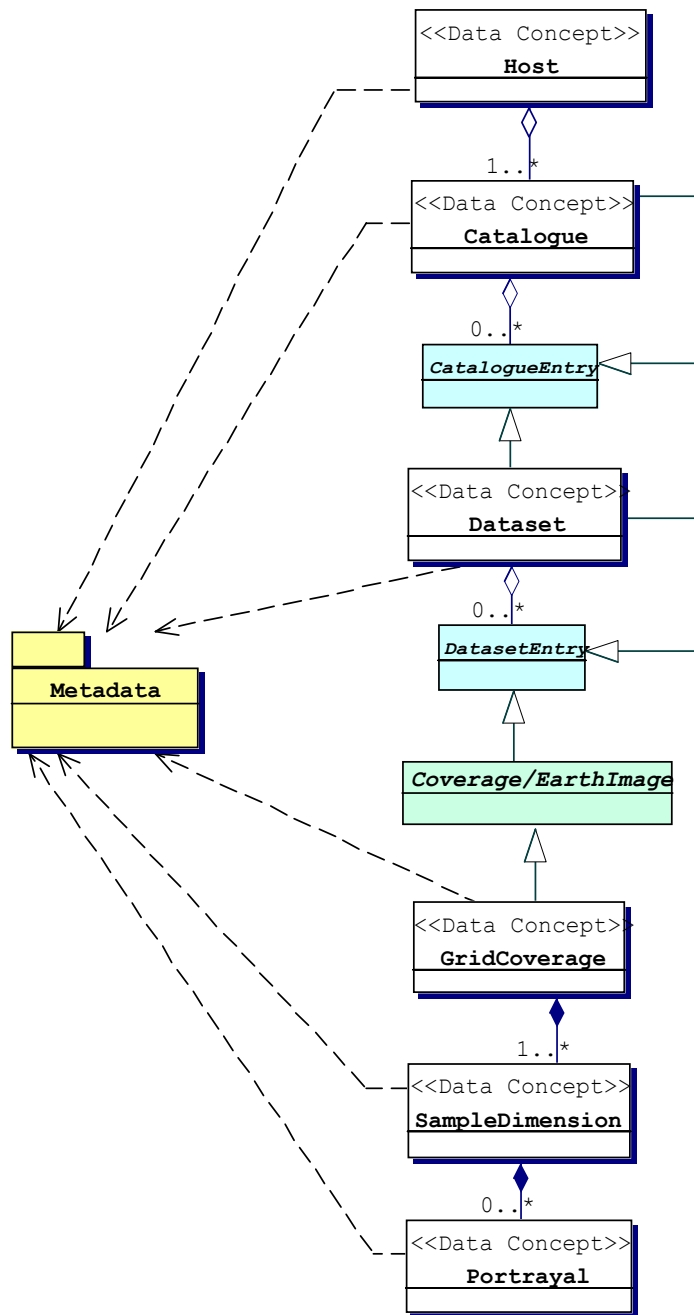 <<Data Concept>>
Host
1..*
<<Data Concept>>
Catalogue
0..*
CatalogueEntry
<<Data Concept>>
Dataset
0..*
DatasetEntry
Metadata
Coverage/EarthImage
<<Data Concept>>
GridCoverage
1..*
<<Data Concept>>
SampleDimension
0..*
<<Data Concept>>
Portrayal